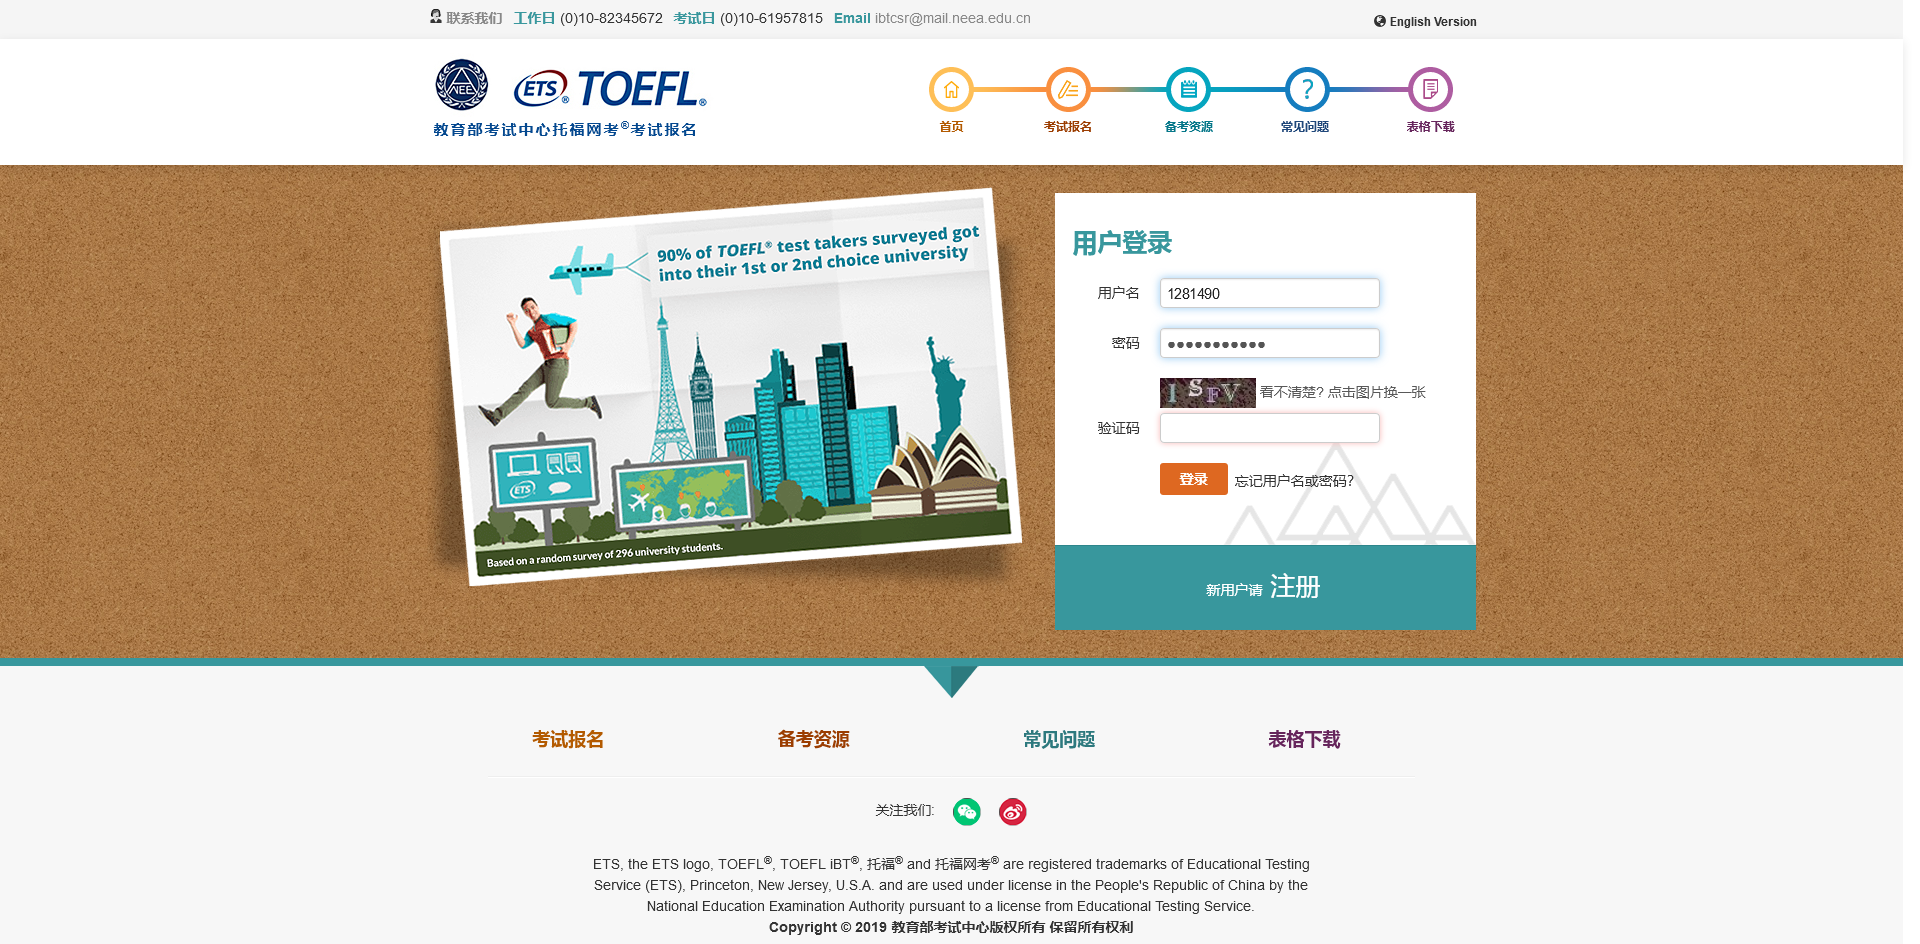 联系我们 工作日 (0)10-82345672 考试日 (0)10-61957815 Email ibtcsr@mail.neea.edu.cn
English Version
NEE
ETS® TOEFL®
教育部考试中心托福网考®考试报名
首页
考试报名
备考资源
常见问题
表格下载
90% of TOEFL® test takers surveyed got
into their 1st or 2nd choice university
ETS
Based on a random survey of 296 university students.
用户登录
用户名 1281490
密码
ISFV 看不清楚? 点击图片换一张
验证码
登录 忘记用户名或密码?
新用户请 注册
考试报名
备考资源
常见问题
表格下载
关注我们:
ETS, the ETS logo, TOEFL®, TOEFL iBT®, 托福® and 托福网考® are registered trademarks of Educational Testing
Service (ETS), Princeton, New Jersey, U.S.A. and are used under license in the People's Republic of China by the
National Education Examination Authority pursuant to a license from Educational Testing Service.
Copyright © 2019 教育部考试中心版权所有 保留所有权利